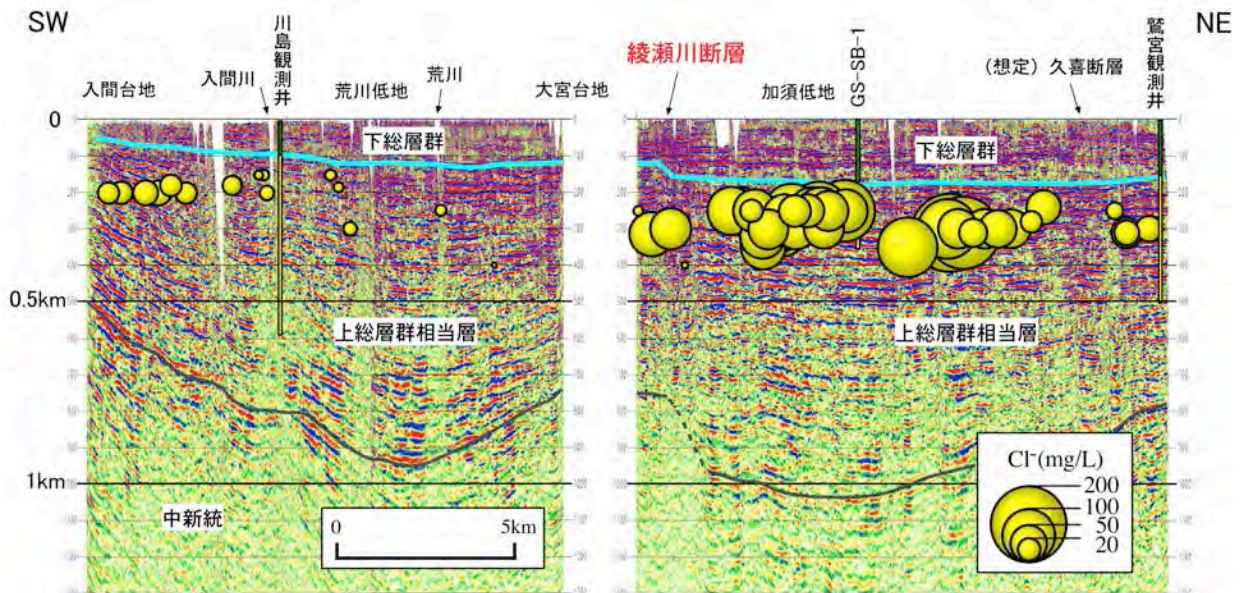 SW
NE
川島観測井
綾瀬川断層
GS-SB-1
鷲宮観測井
入間台地
入間川
荒川低地
荒川
大宮台地
加須低地
(想定)久喜断層
0
下総層群
下総層群
0.5km
上総層群相当層
上総層群相当層
1km
中新統
0 5km
Cl⁻(mg/L)
200
100
50
20